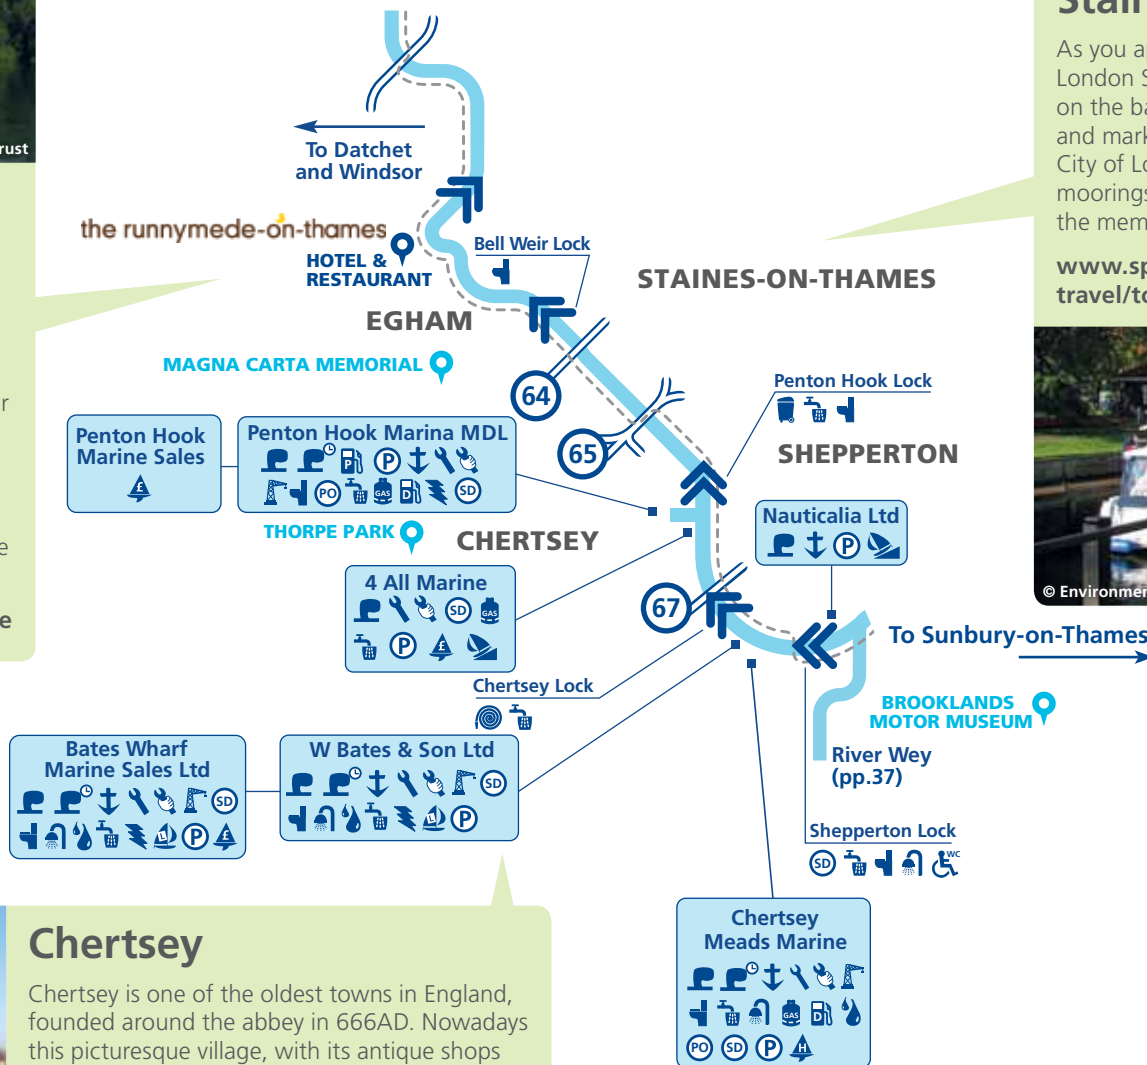 rust
To Datchet
and Windsor
the runnymede-on-thames
HOTEL &
RESTAURANT
Bell Weir Lock
STAINES-ON-THAMES
EGHAM
MAGNA CARTA MEMORIAL
64
65
Penton Hook Lock
SHEPPERTON
Penton Hook
Marine Sales
£
Penton Hook Marina MDL
P P
PO GAS D SD
THORPE PARK
CHERTSEY
Nauticalia Ltd
P
4 All Marine
SD GAS
P £
67
To Sunbury-on-Thames
Chertsey Lock
BROOKLANDS
MOTOR MUSEUM
River Wey
(pp.37)
Bates Wharf
Marine Sales Ltd
SD
L P £
W Bates & Son Ltd
SD
L P
Shepperton Lock
SD WC
Chertsey
Meads Marine
GAS D
PO SD P H
Chertsey
Chertsey is one of the oldest towns in England,
founded around the abbey in 666AD. Nowadays
this picturesque village, with its antique shops
Stair
As you a
London S
on the ba
and mark
City of Lo
moorings
the mem
www.sp
travel/to
© Environmen
r
e
e